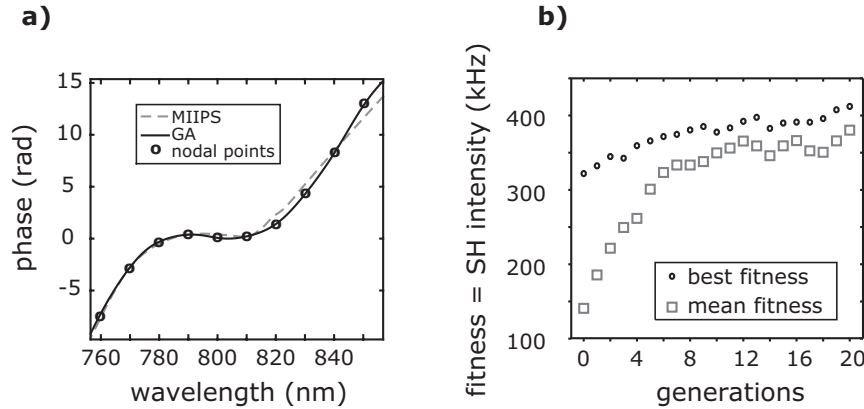 a)
15
10
5
0
-5
phase (rad)
MIIPS
GA
nodal points
760 780 800 820 840
wavelength (nm)
b)
fitness = SH intensity (kHz)
400
300
200
100
best fitness
mean fitness
0 4 8 12 16 20
generations